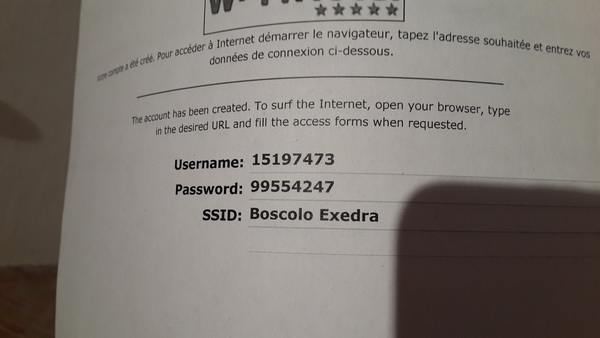 Votre compte a été créé. Pour accéder à Internet démarrer le navigateur, tapez l'adresse souhaitée et entrez vos
données de connexion ci-dessous.
The account has been created. To surf the Internet, open your browser, type
in the desired URL and fill the access forms when requested.
Username: 15197473
Password: 99554247
SSID: Boscolo Exedra